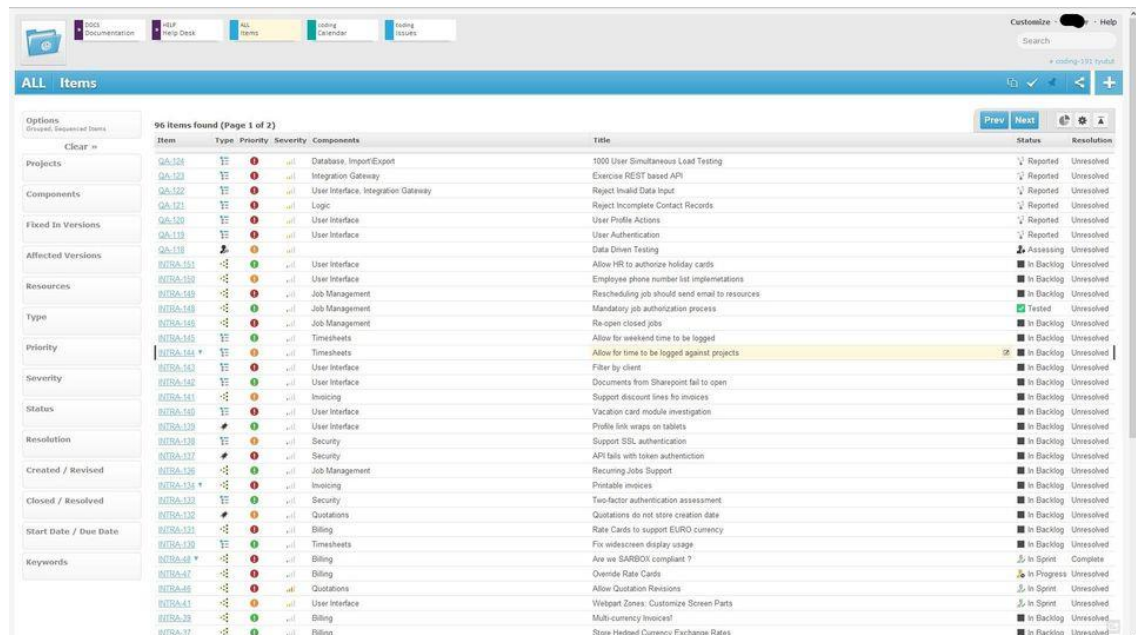 DOCS
Documentation
HELP
Help Desk
ALL
Items
coding
Calendar
coding
Issues
Customize - Help
Search
ALL Items
Options
Grouped, Sequenced Items
Clear »
Projects
Components
Fixed In Versions
Affected Versions
Resources
Type
Priority
Severity
Status
Resolution
Created / Revised
Closed / Resolved
Start Date / Due Date
Keywords
96 items found (Page 1 of 2)
Prev Next
Item Type Priority Severity Components Title Status Resolution
QA-124 Database, Import\Export 1000 User Simultaneous Load Testing Reported Unresolved
QA-123 Integration Gateway Exercise REST based API Reported Unresolved
QA-122 User Interface, Integration Gateway Reject Invalid Data Input Reported Unresolved
QA-121 Logic Reject Incomplete Contact Records Reported Unresolved
QA-120 User Interface User Profile Actions Reported Unresolved
QA-119 User Interface User Authentication Reported Unresolved
QA-118 Data Driven Testing Assessing Unresolved
INTRA-151 User Interface Allow HR to authorize holiday cards In Backlog Unresolved
INTRA-150 User Interface Employee phone number list implemetations In Backlog Unresolved
INTRA-149 Job Management Rescheduling job should send email to resources In Backlog Unresolved
INTRA-148 Job Management Mandatory job authorization process Tested Unresolved
INTRA-146 Job Management Re-open closed jobs In Backlog Unresolved
INTRA-145 Timesheets Allow for weekend time to be logged In Backlog Unresolved
INTRA-144 Timesheets Allow for time to be logged against projects In Backlog Unresolved
INTRA-143 User Interface Filter by client In Backlog Unresolved
INTRA-142 User Interface Documents from Sharepoint fail to open In Backlog Unresolved
INTRA-141 Invoicing Support discount lines fro invoices In Backlog Unresolved
INTRA-140 User Interface Vacation card module investigation In Backlog Unresolved
INTRA-139 User Interface Profile link wraps on tablets In Backlog Unresolved
INTRA-138 Security Support SSL authentication In Backlog Unresolved
INTRA-137 Security API fails with token authentiction In Backlog Unresolved
INTRA-136 Job Management Recurring Jobs Support In Backlog Unresolved
INTRA-134 Invoicing Printable invoices In Backlog Unresolved
INTRA-133 Security Two-factor authentication assessment In Backlog Unresolved
INTRA-132 Quotations Quotations do not store creation date In Backlog Unresolved
INTRA-131 Billing Rate Cards to support EURO currency In Backlog Unresolved
INTRA-130 Timesheets Fix widescreen display usage In Backlog Unresolved
INTRA-48 Billing Are we SARBOX compliant ? In Sprint Complete
INTRA-47 Billing Override Rate Cards In Progress Unresolved
INTRA-46 Quotations Allow Quotation Revisions In Sprint Unresolved
INTRA-41 User Interface Webpart Zones: Customize Screen Parts In Sprint Unresolved
INTRA-39 Billing Multi-currency Invoices! In Backlog Unresolved
INTRA-37 Billing Store Hedged Currency Exchange Rates In Backlog Unresolved